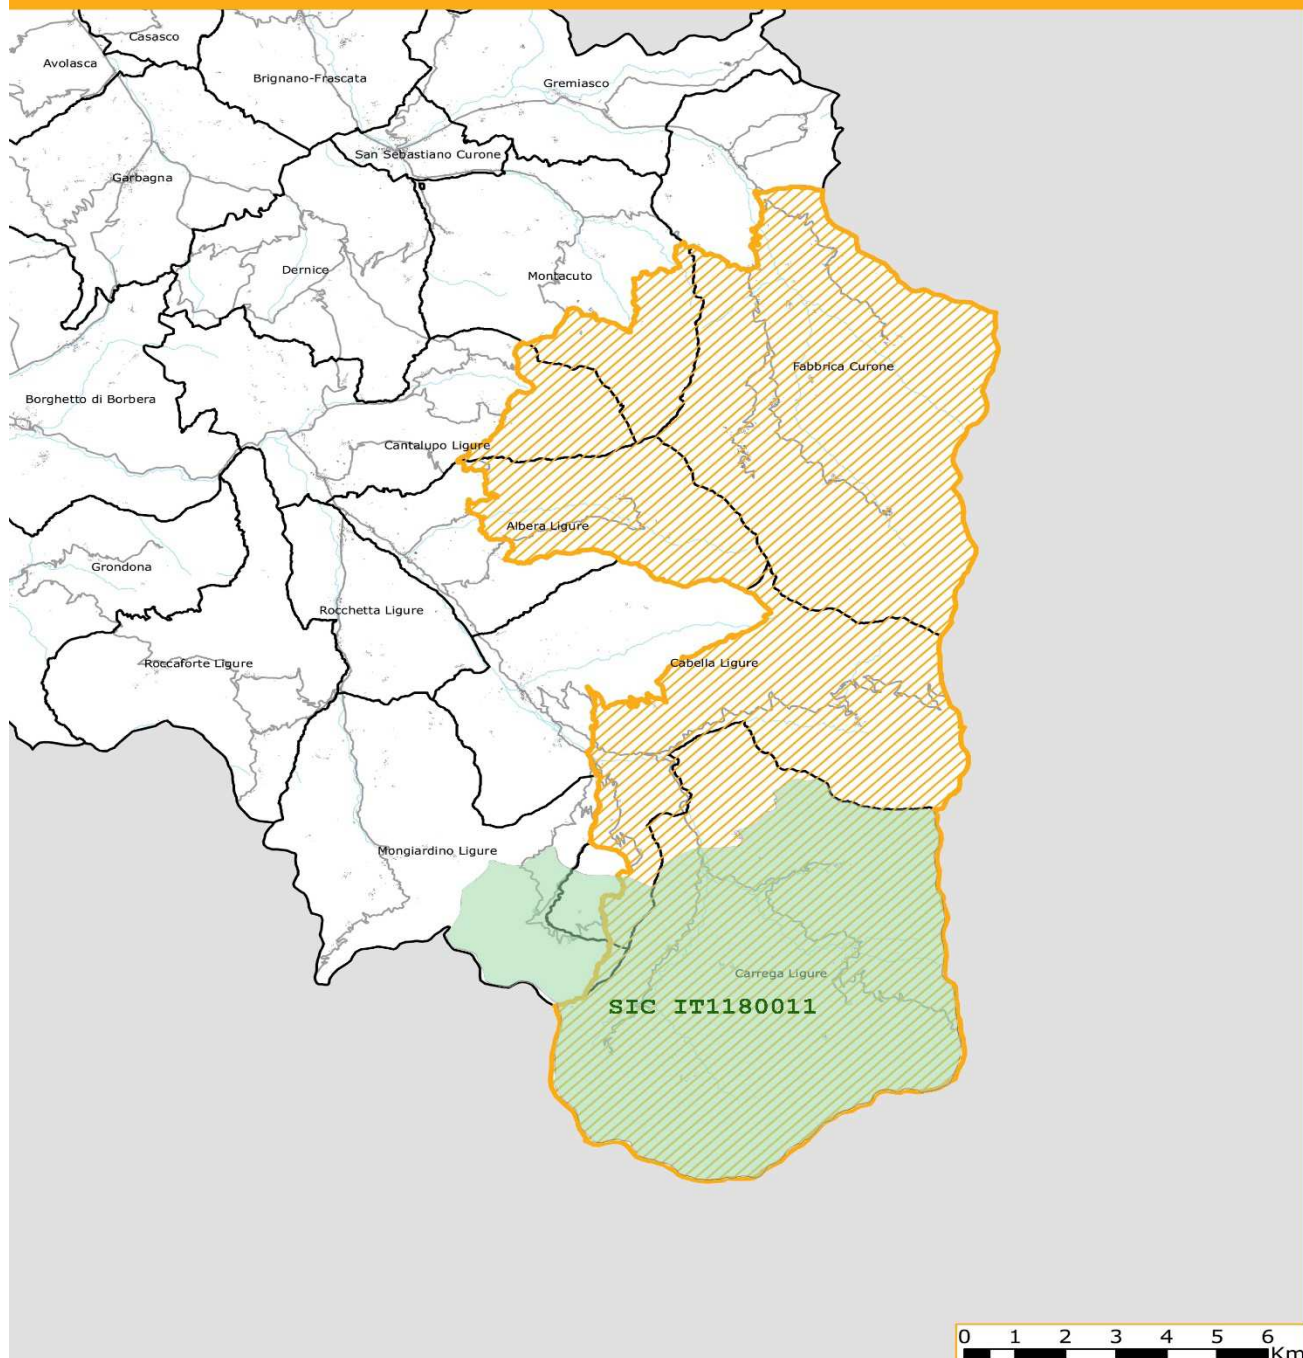 Casasco
Avolasca
Brignano-Frascata
Gremiasco
San Sebastiano Curone
Garbagna
Dernice
Montacuto
Fabbrica Curone
Borghetto di Borbera
Cantalupo Ligure
Albera Ligure
Grondona
Rocchetta Ligure
Roccaforte Ligure
Cabella Ligure
Mongiardino Ligure
Carrega Ligure
SIC IT1180011
0 1 2 3 4 5 6
Km